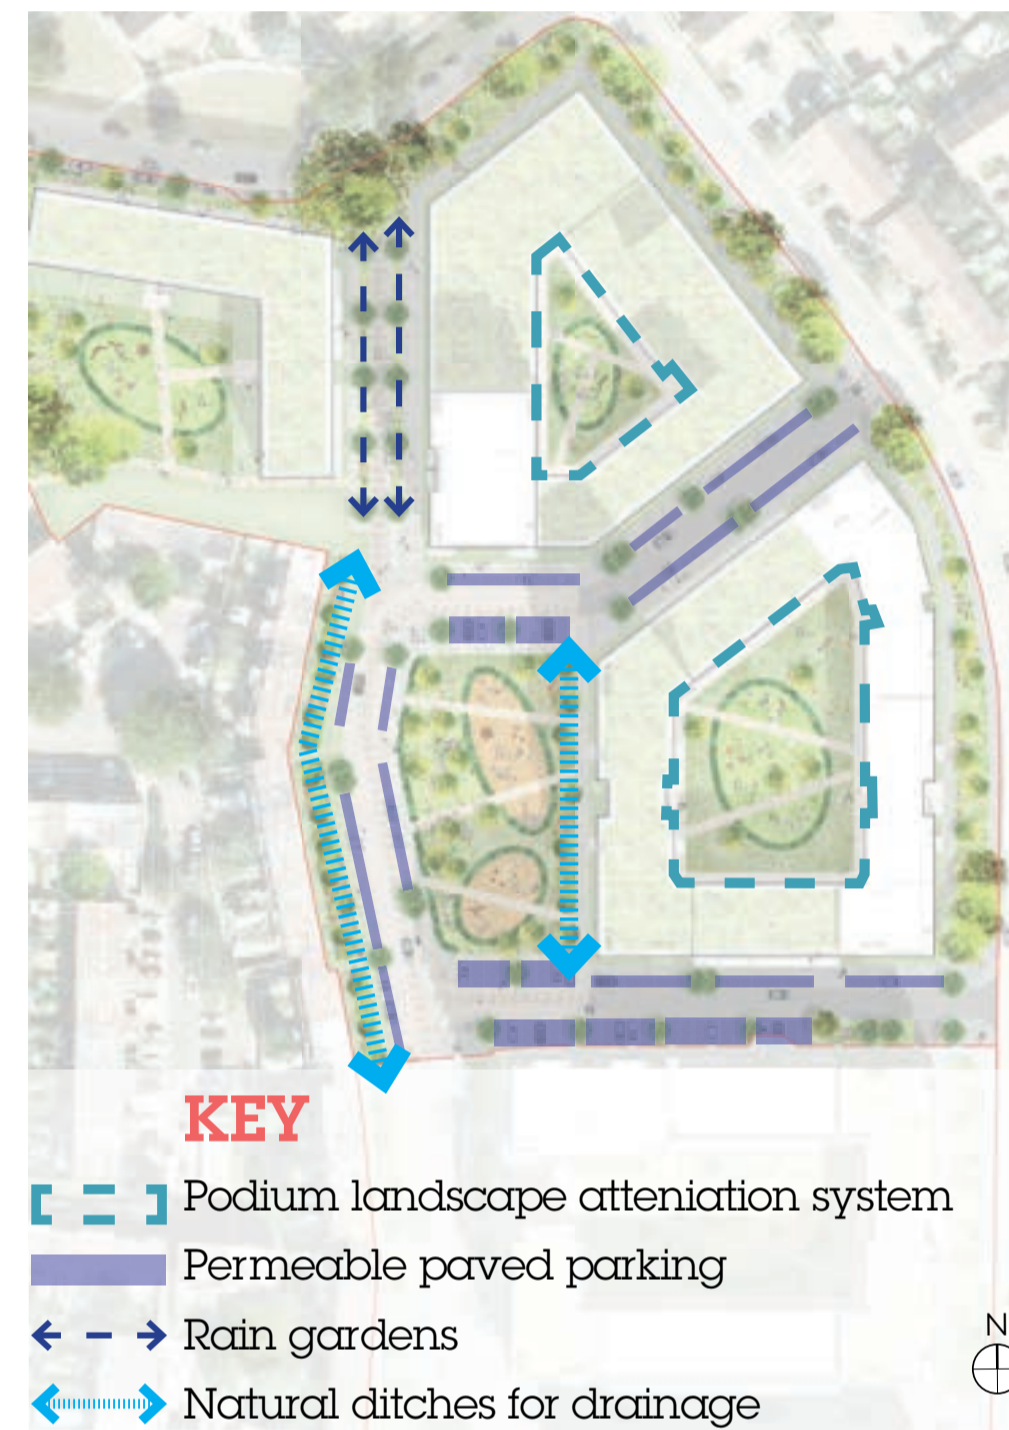 KEY
Podium landscape atteniation system
Permeable paved parking
Rain gardens
N
Natural ditches for drainage